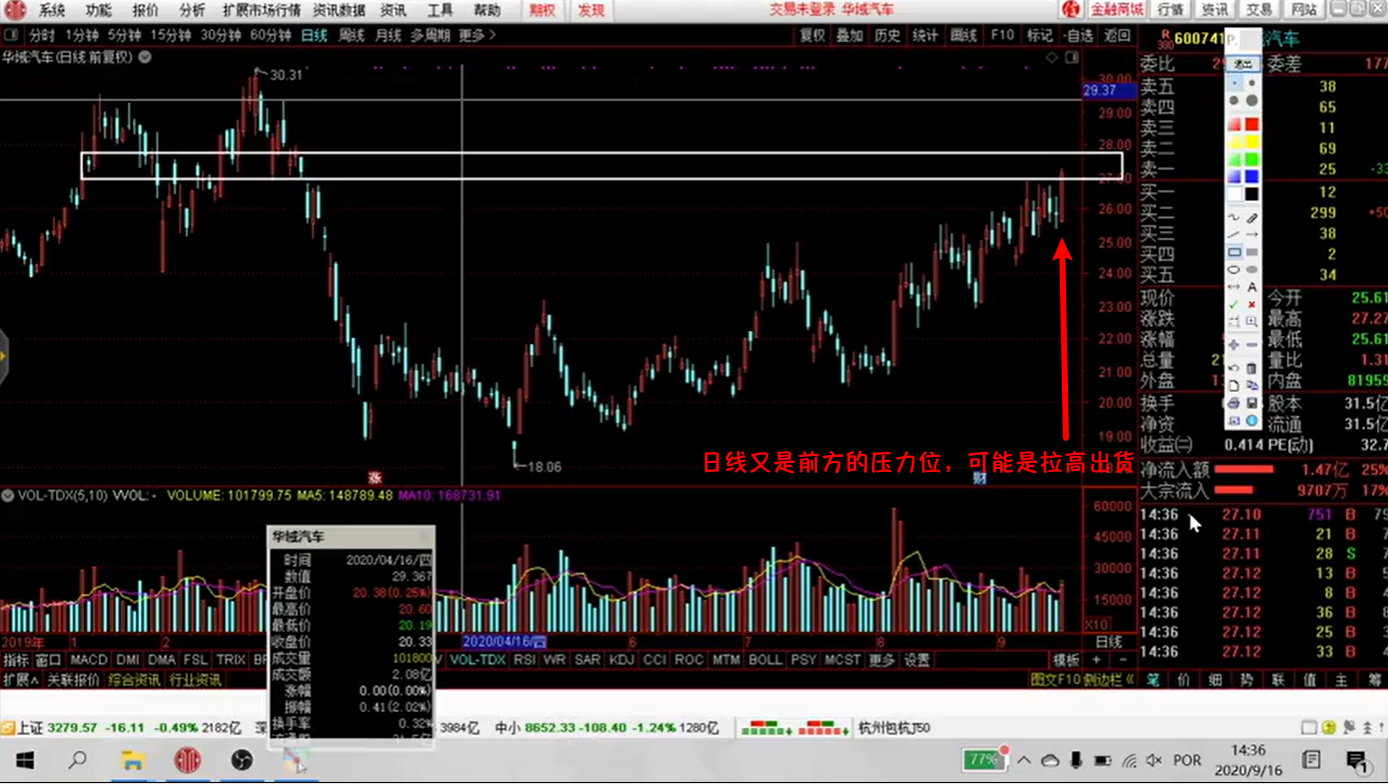 系统 功能 报价 分析 扩展市场行情 资讯数据 资讯 工具 帮助 期权 发现 交易未登录 华域汽车 金融商城 行情 资讯 交易 网站
分时 1分钟 5分钟 15分钟 30分钟 60分钟 日线 周线 月线 多周期 更多> 复权 叠加 历史 统计 画线 F10 标记 -自选 返回
R 300 600741 汽车
华域汽车(日线 前复权)
30.31
30.00
29.37
29.00
28.00
27.00
26.00
25.00
24.00
23.00
22.00
21.00
20.00
19.00
18.00
18.06
日线又是前方的压力位，可能是拉高出货
涨
财
退出
委比 委差 177
卖五 38
卖四 65
卖三 11
卖二 69
卖一 25 -33
买一 12
买二 299 +50
买三 38
买四 2
买五 34
现价 今开 25.61
涨跌 最高 27.27
涨幅 最低 25.61
总量 量比 1.31
外盘 内盘 81959
换手 股本 31.5亿
净资 流通 31.5亿
收益㈡ 0.414 PE(动) 32.7
净流入额 1.47亿 25%
大宗流入 9707万 17%
14:36 27.10 751 B
14:36 27.11 21 B
14:36 27.11 28 S
14:36 27.12 13 B
14:36 27.12 8 B
14:36 27.12 36 B
14:36 27.12 25 B
14:36 27.12 33 B
VOL-TDX(5,10) VVOL: - VOLUME: 101799.75 MA5: 148789.48 MA10: 168731.91
60000
45000
30000
15000
X10
华域汽车
时间 2020/04/16/四
数值 29.367
开盘价 20.38(0.25%)
最高价 20.60
最低价 20.19
收盘价 20.33
成交量 101800
成交额 2.08亿
涨幅 0.00(0.00%)
振幅 0.41(2.02%)
换手率 0.32%
2019年 1 2 2020/04/16/四 6 7 8 9 日线
指标 窗口 MACD DMI DMA FSL TRIX VOL-TDX RSI WR SAR KDJ CCI ROC MTM BOLL PSY MCST 更多 设置 模板 + -
扩展∧ 关联报价 综合资讯 行业资讯 图文F10 侧边栏 《 笔 价 细 势 联 值 主 筹
上证 3279.57 -16.11 -0.49% 2182亿 3984亿 中小 8652.33 -108.40 -1.24% 1280亿 杭州包杭J50
77% POR 14:36
2020/9/16